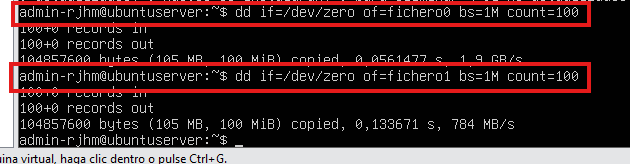 admin-rjhm@ubuntuserver:~$ dd if=/dev/zero of=fichero0 bs=1M count=100
100+0 records in
100+0 records out
104857600 bytes (105 MB, 100 MiB) copied, 0,0561477 s, 1,9 GB/s
admin-rjhm@ubuntuserver:~$ dd if=/dev/zero of=fichero1 bs=1M count=100
100+0 records in
100+0 records out
104857600 bytes (105 MB, 100 MiB) copied, 0,133671 s, 784 MB/s
admin-rjhm@ubuntuserver:~$
uina virtual, haga clic dentro o pulse Ctrl+G.